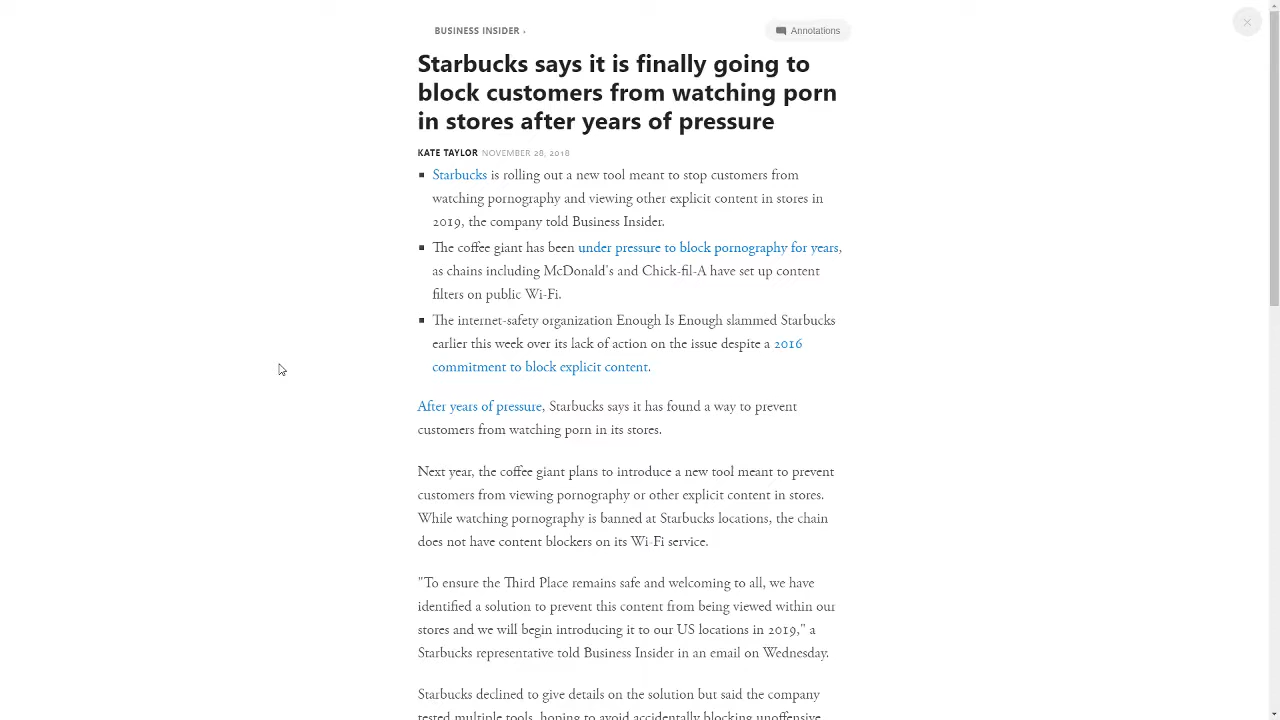 BUSINESS INSIDER ›
Annotations
Starbucks says it is finally going to
block customers from watching porn
in stores after years of pressure
KATE TAYLOR NOVEMBER 28, 2018
Starbucks is rolling out a new tool meant to stop customers from
watching pornography and viewing other explicit content in stores in
2019, the company told Business Insider.
The coffee giant has been under pressure to block pornography for years,
as chains including McDonald's and Chick-fil-A have set up content
filters on public Wi-Fi.
The internet-safety organization Enough Is Enough slammed Starbucks
earlier this week over its lack of action on the issue despite a 2016
commitment to block explicit content.
After years of pressure, Starbucks says it has found a way to prevent
customers from watching porn in its stores.
Next year, the coffee giant plans to introduce a new tool meant to prevent
customers from viewing pornography or other explicit content in stores.
While watching pornography is banned at Starbucks locations, the chain
does not have content blockers on its Wi-Fi service.
"To ensure the Third Place remains safe and welcoming to all, we have
identified a solution to prevent this content from being viewed within our
stores and we will begin introducing it to our US locations in 2019," a
Starbucks representative told Business Insider in an email on Wednesday.
Starbucks declined to give details on the solution but said the company
tested multiple tools, hoping to avoid accidentally blocking unoffensive